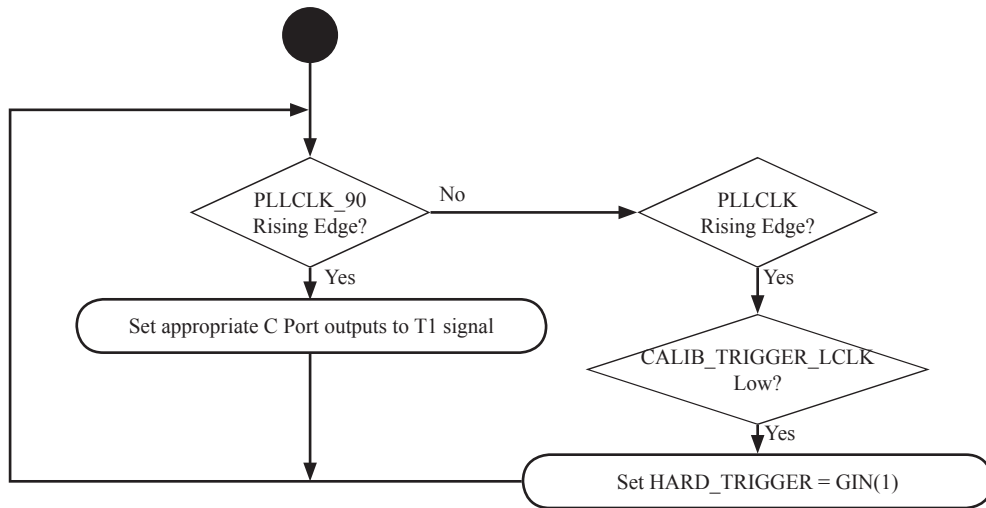 PLLCLK_90
Rising Edge?
No
PLLCLK
Rising Edge?
Yes
Yes
Set appropriate C Port outputs to T1 signal
CALIB_TRIGGER_LCLK
Low?
Yes
Set HARD_TRIGGER = GIN(1)